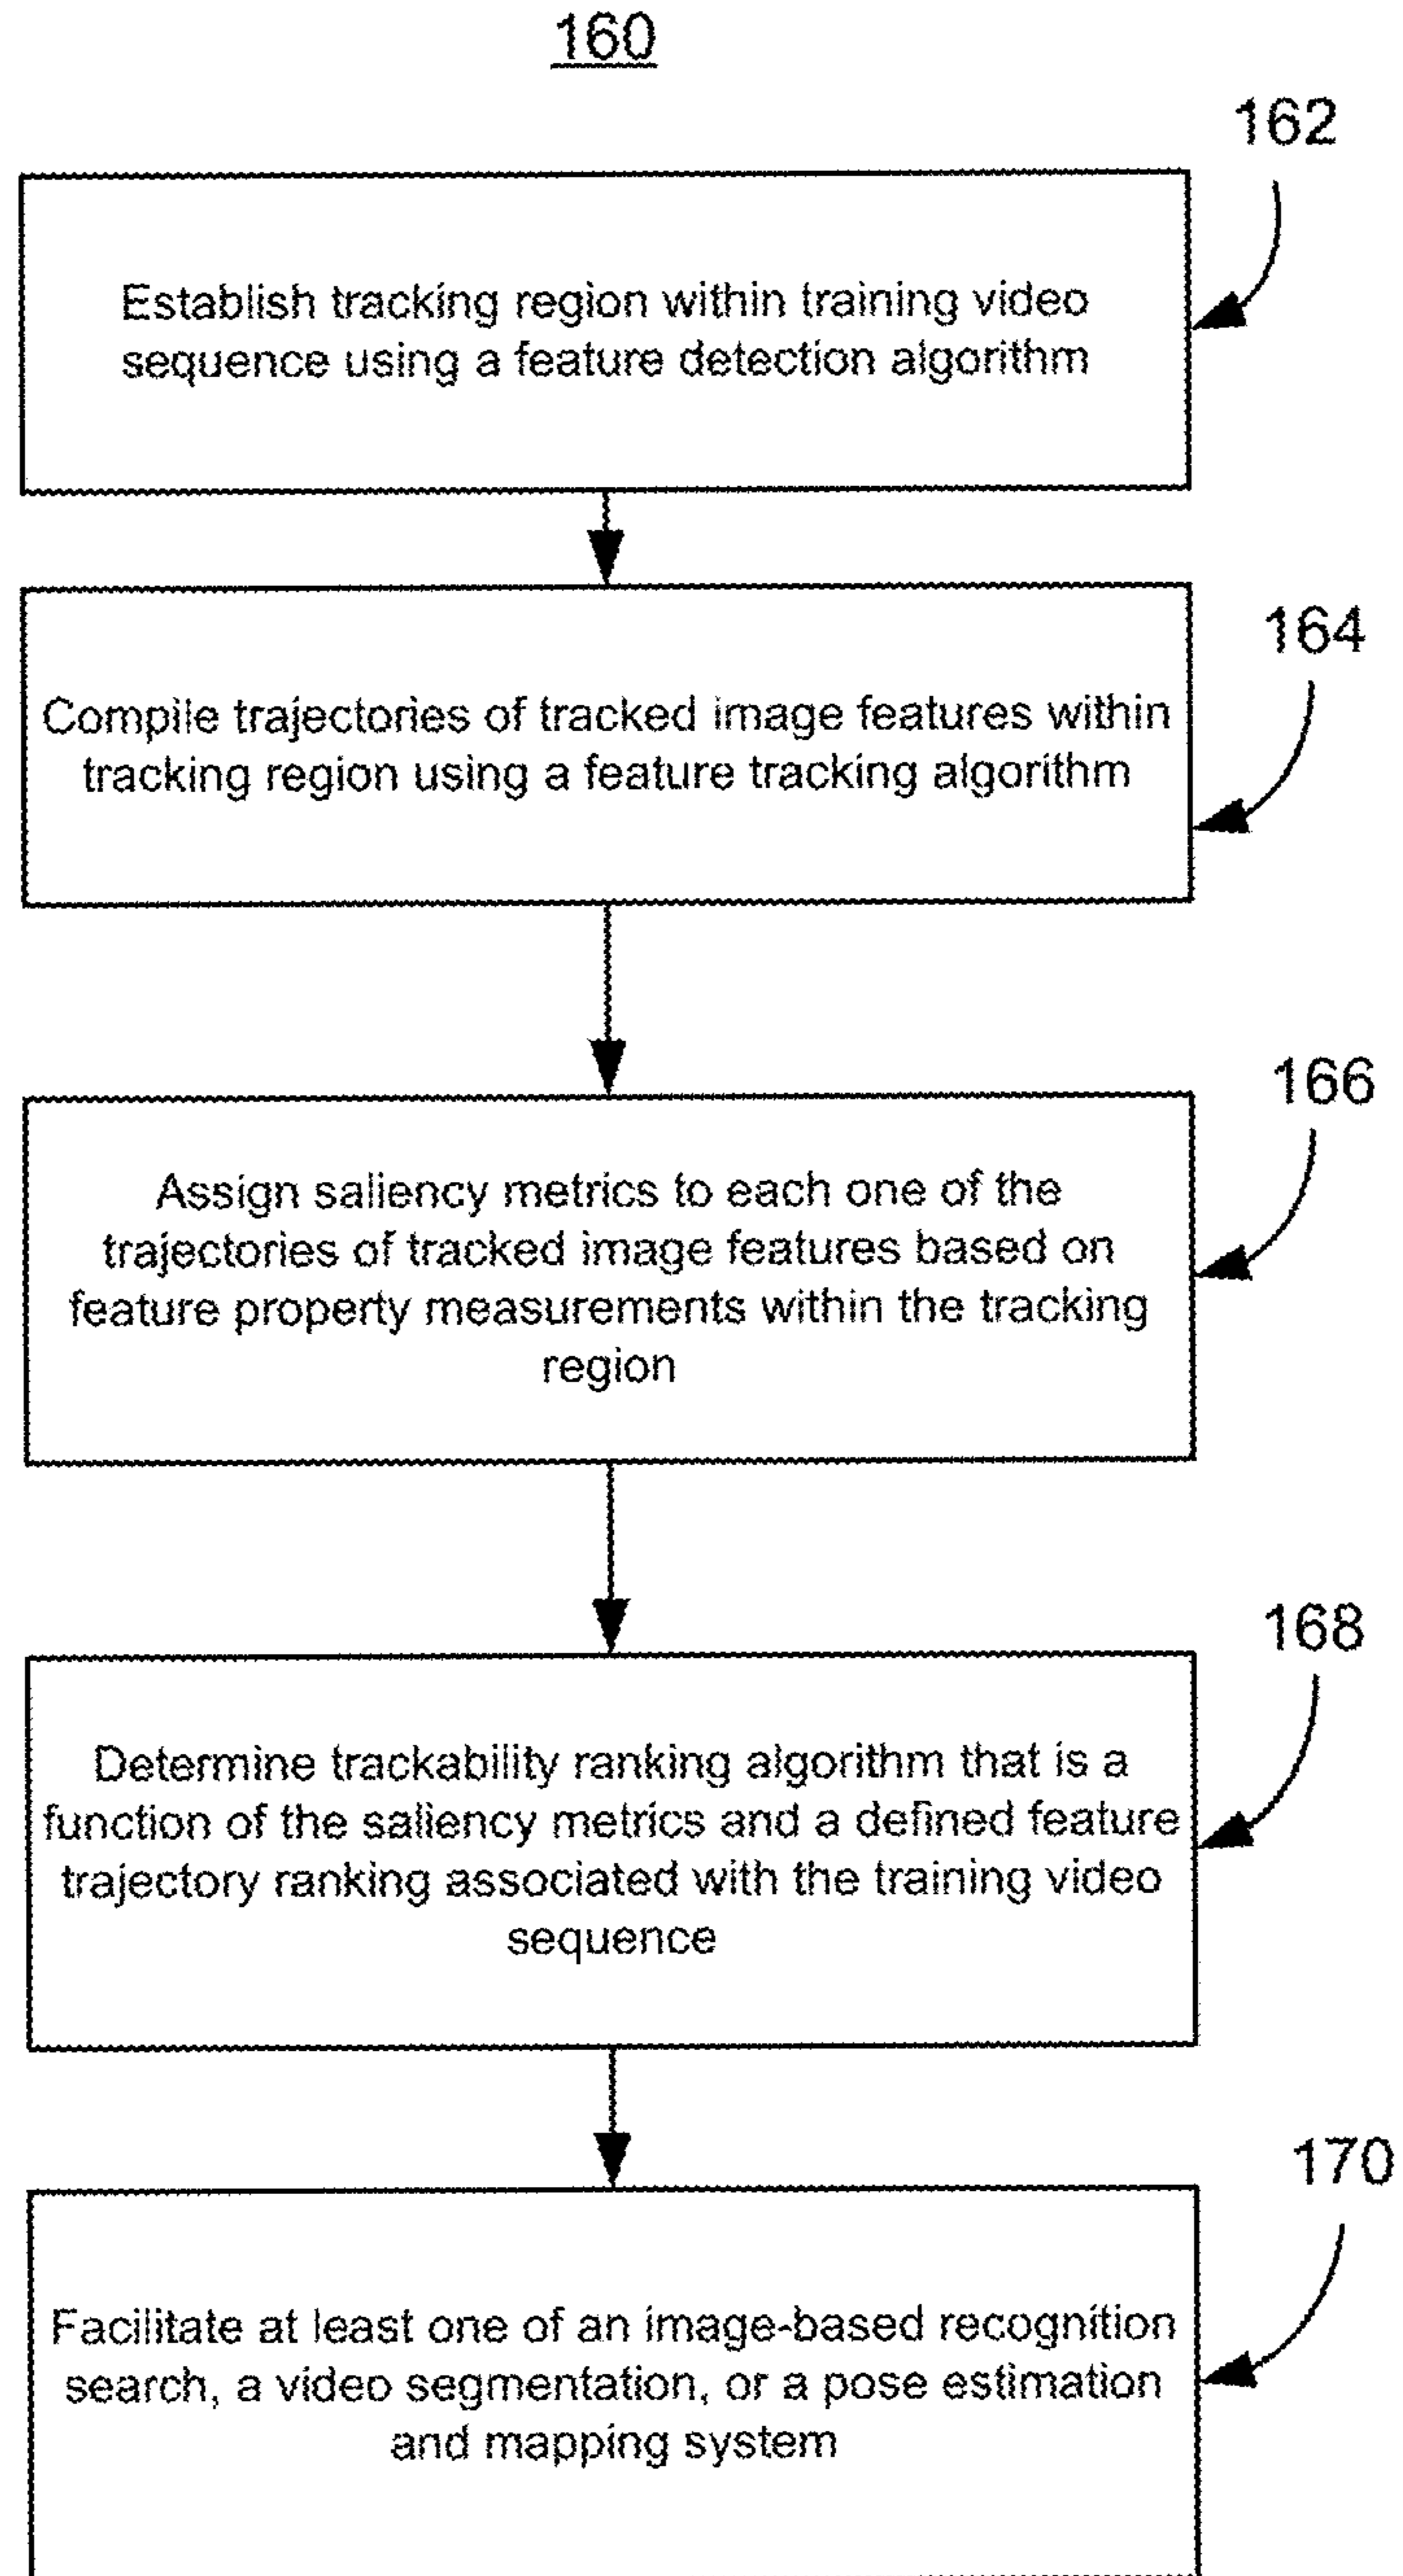 160
162
Establish tracking region within training video
sequence using a feature detection algorithm
164
Compile trajectories of tracked image features within
tracking region using a feature tracking algorithm
166
Assign saliency metrics to each one of the
trajectories of tracked image features based on
feature property measurements within the tracking
region
168
Determine trackability ranking algorithm that is a
function of the saliency metrics and a defined feature
trajectory ranking associated with the training video
sequence
170
Facilitate at least one of an image-based recognition
search, a video segmentation, or a pose estimation
and mapping system